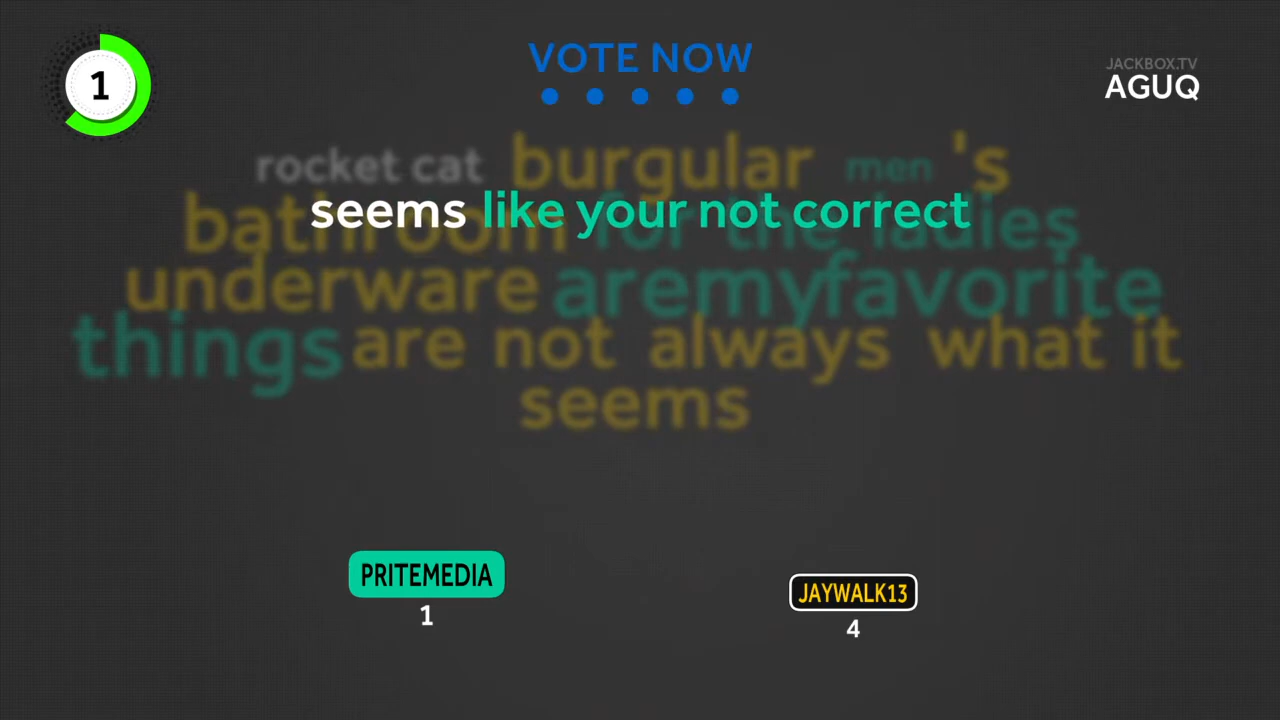 1
VOTE NOW
JACKBOX.TV
AGUQ
rocket cat burgular men 's
seems like your not correct
bathroom for the ladies
underware aremyfavorite
things are not always what it
seems
PRITEMEDIA
1
JAYWALK13
4